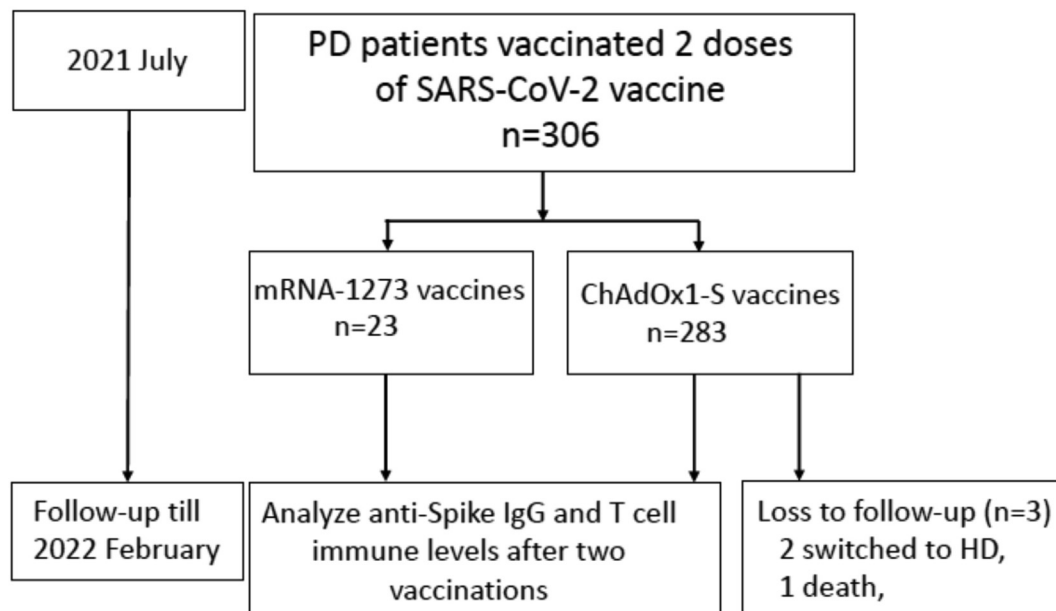 2021 July
PD patients vaccinated 2 doses
of SARS-CoV-2 vaccine
n=306
mRNA-1273 vaccines
n=23
ChAdOx1-S vaccines
n=283
Follow-up till
2022 February
Analyze anti-Spike IgG and T cell
immune levels after two
vaccinations
Loss to follow-up (n=3)
2 switched to HD,
1 death,